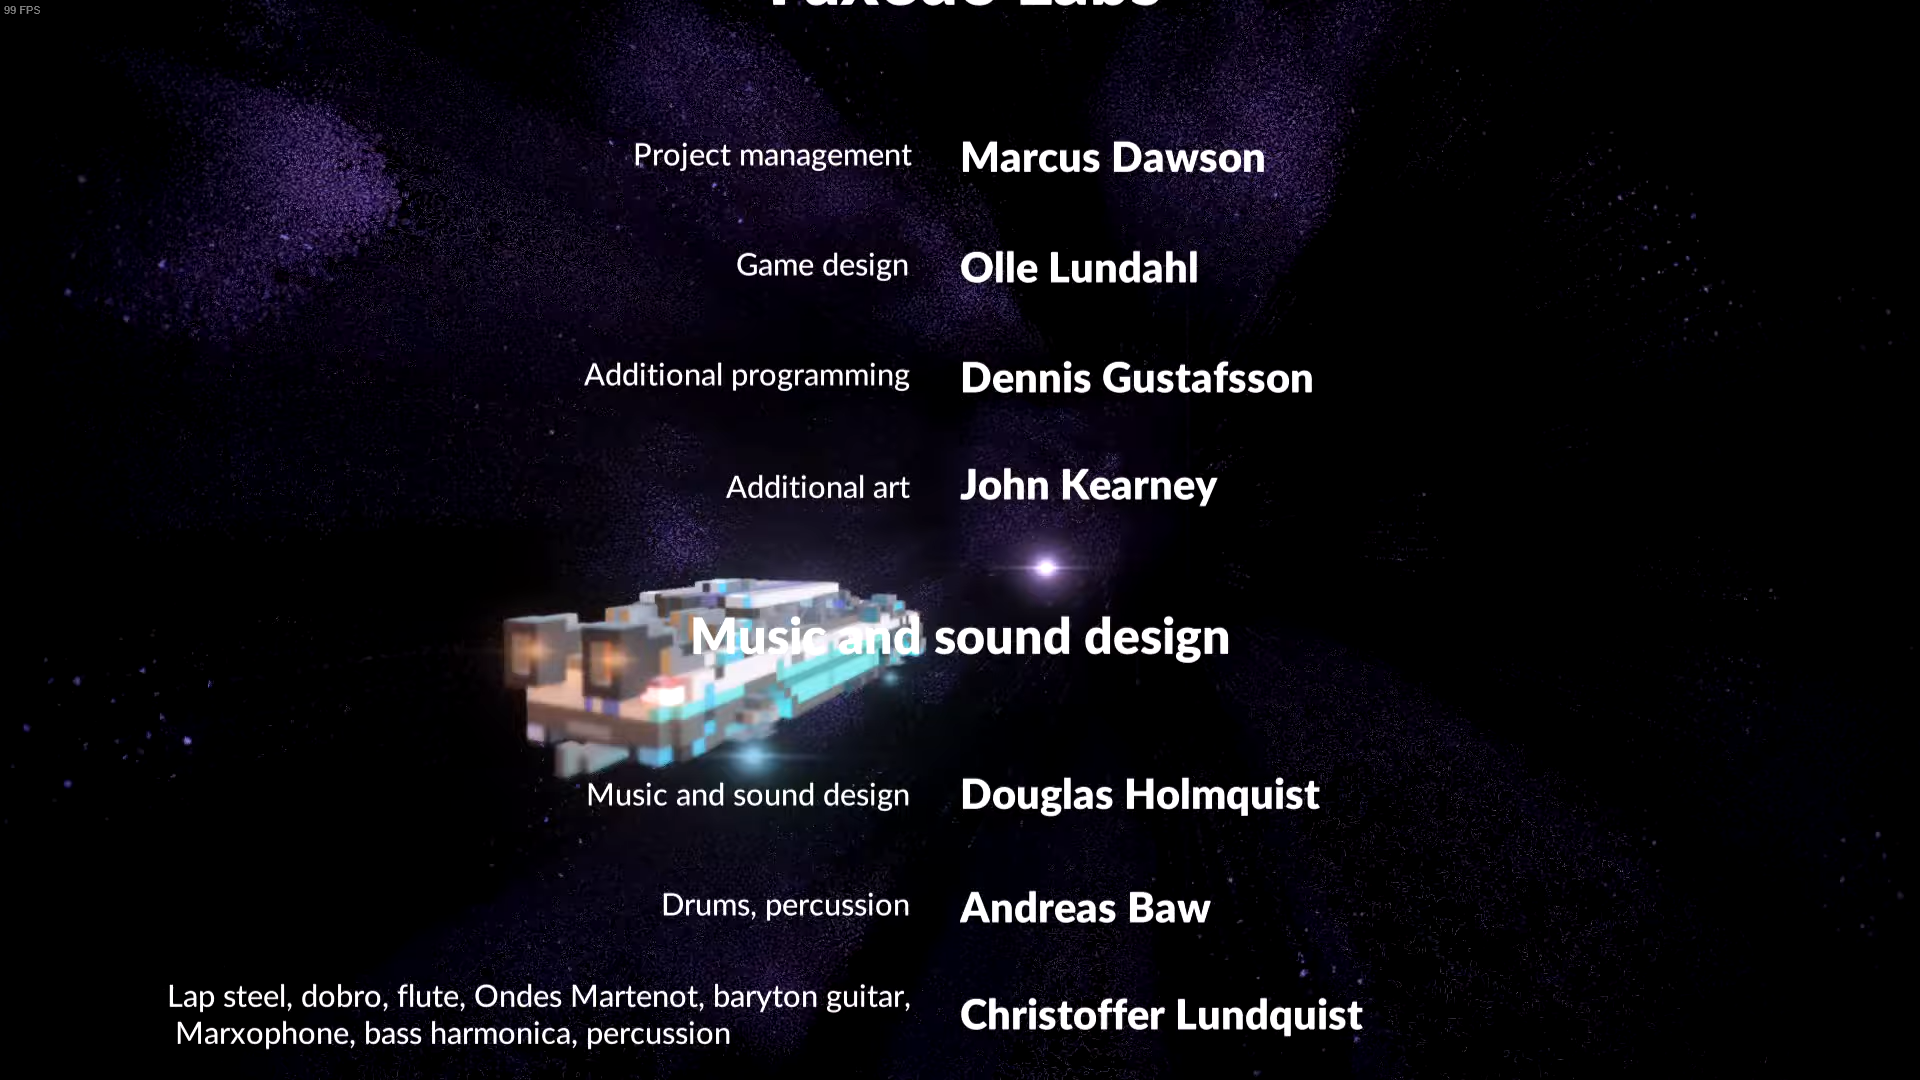 99 FPS
Tuxedo Labs
Project management Marcus Dawson
Game design Olle Lundahl
Additional programming Dennis Gustafsson
Additional art John Kearney
Music and sound design
Music and sound design Douglas Holmquist
Drums, percussion Andreas Baw
Lap steel, dobro, flute, Ondes Martenot, baryton guitar,
Marxophone, bass harmonica, percussion Christoffer Lundquist